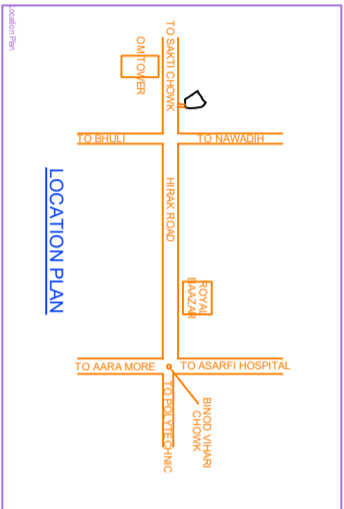 Location Plan
TO SAKTI CHOWK
OM TOWER
TO BHULI
TO NAWADIH
HIRAK ROAD
LOCATION PLAN
ROYAL
BAAZAR
TO AARA MORE
TO ASARFI HOSPITAL
TO POLYTECHNIC
BINOD VIHARI
CHOWK